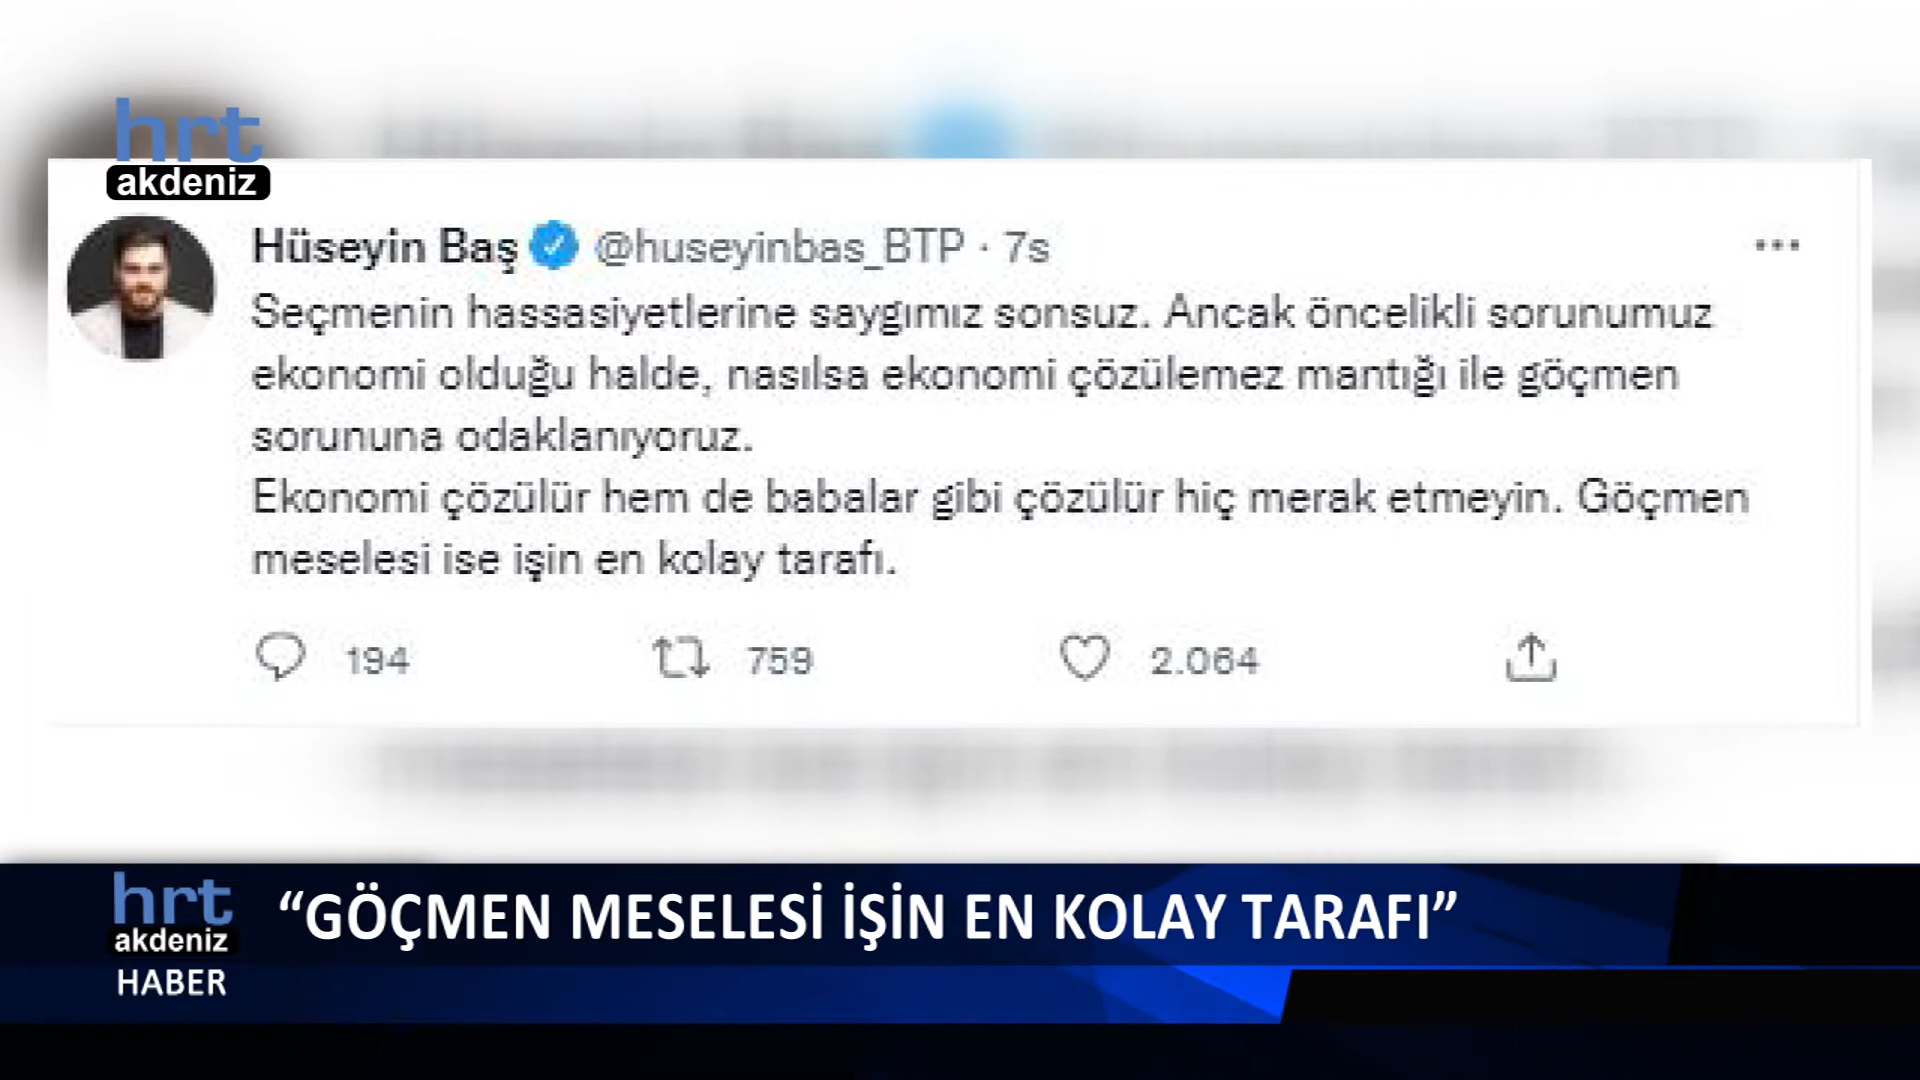 hrt
akdeniz
Hüseyin Baş @huseyinbas_BTP · 7s
Seçmenin hassasiyetlerine saygımız sonsuz. Ancak öncelikli sorunumuz
ekonomi olduğu halde, nasılsa ekonomi çözülemez mantığı ile göçmen
sorununa odaklanıyoruz.
Ekonomi çözülür hem de babalar gibi çözülür hiç merak etmeyin. Göçmen
meselesi ise işin en kolay tarafı.
194 759 2.064
hrt
akdeniz
HABER
“GÖÇMEN MESELESİ İŞİN EN KOLAY TARAFI”